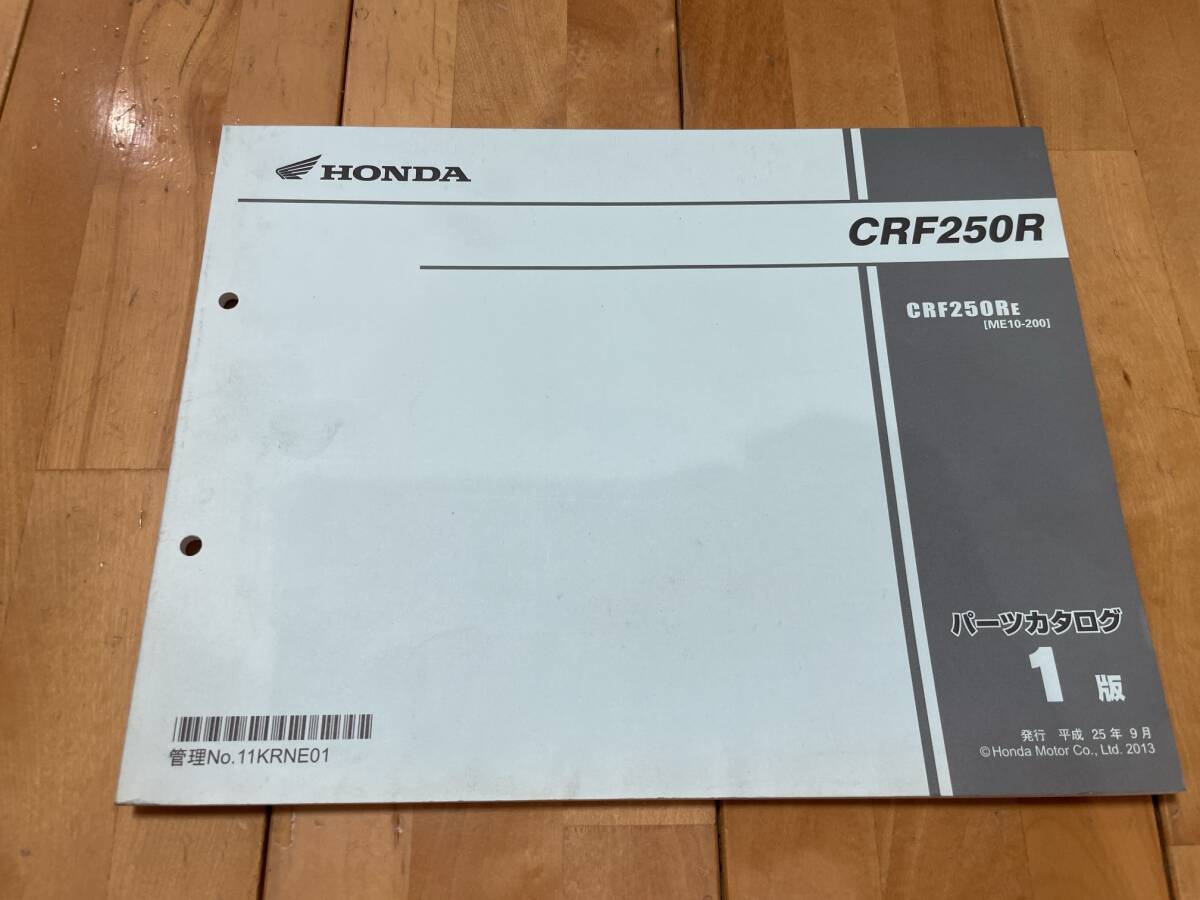 HONDA
CRF250R
CRF250RE
[ME10-200]
パーツカタログ
1 版
発行 平成 25 年 9 月
©Honda Motor Co., Ltd. 2013
管理No.11KRNE01